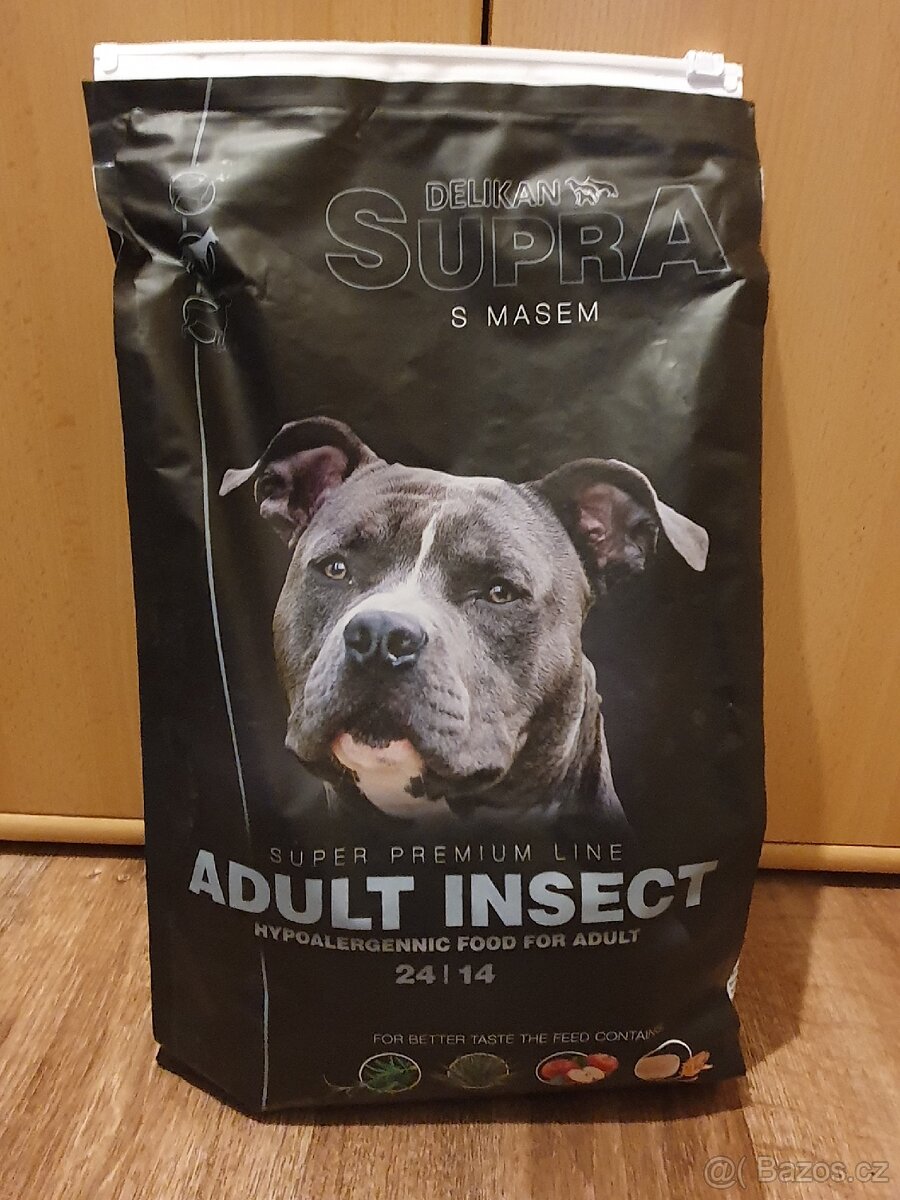 DELIKAN
SUPRA
S MASEM
SUPER PREMIUM LINE
ADULT INSECT
HYPOALERGENNIC FOOD FOR ADULT
24 | 14
FOR BETTER TASTE THE FEED CONTAINS
@( Bazos.cz